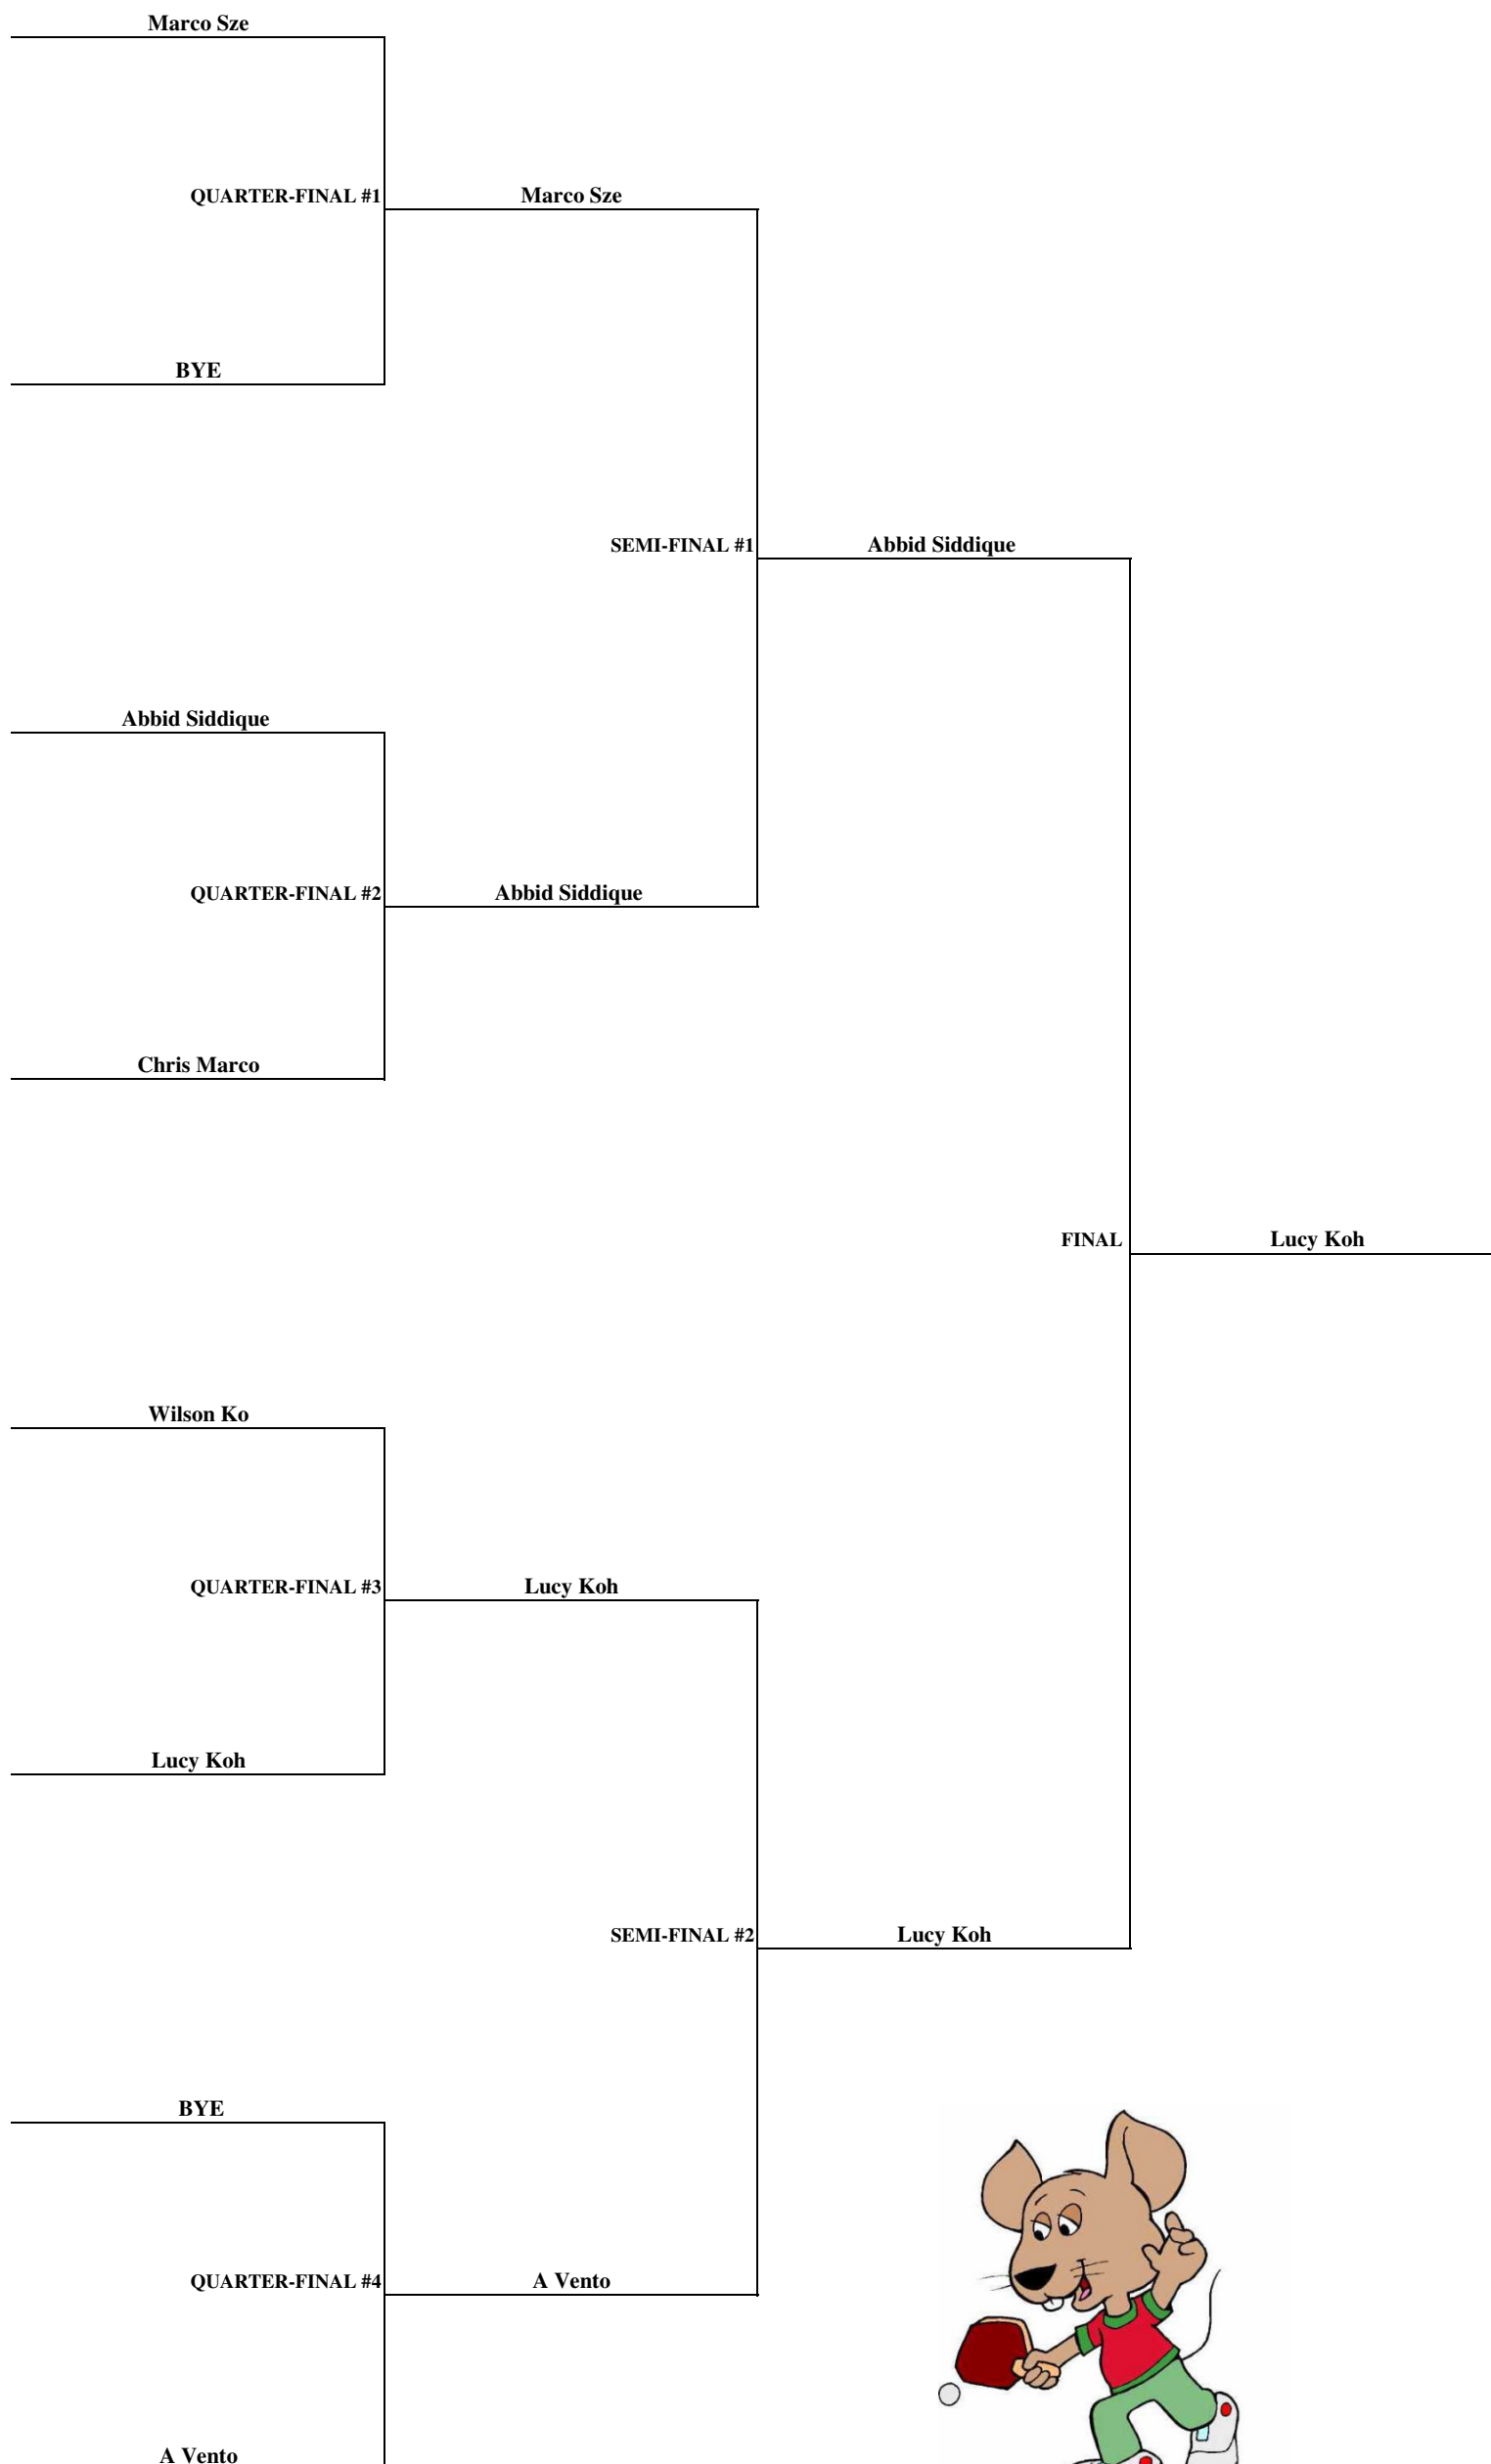 Marco Sze
QUARTER-FINAL #1
Marco Sze
BYE
SEMI-FINAL #1
Abbid Siddique
Abbid Siddique
QUARTER-FINAL #2
Abbid Siddique
Chris Marco
FINAL
Lucy Koh
Wilson Ko
QUARTER-FINAL #3
Lucy Koh
Lucy Koh
SEMI-FINAL #2
Lucy Koh
BYE
QUARTER-FINAL #4
A Vento
A Vento